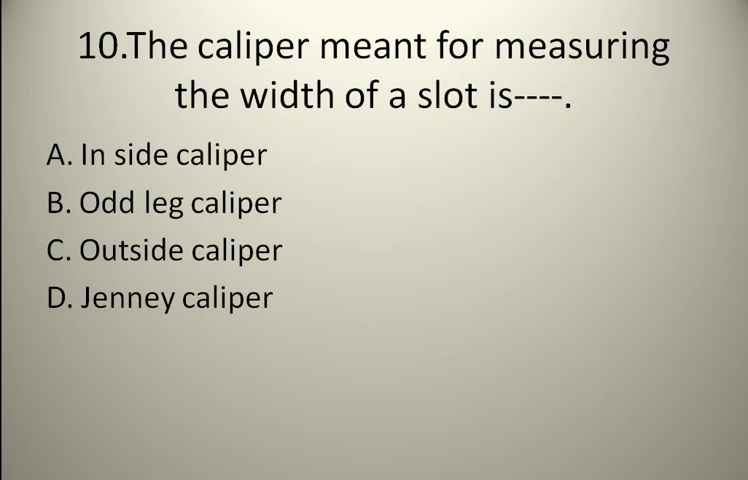 10.The caliper meant for measuring
the width of a slot is----.
A. In side caliper
B. Odd leg caliper
C. Outside caliper
D. Jenney caliper